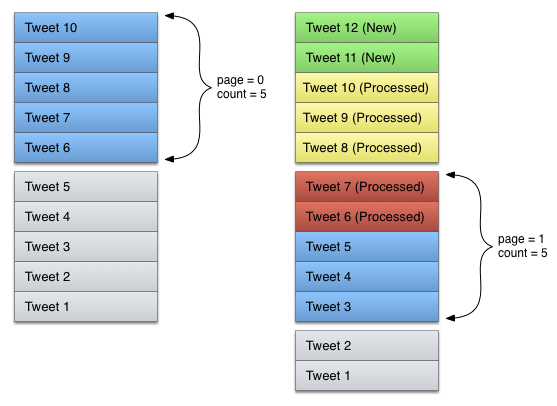 Tweet 10
Tweet 9
Tweet 8
Tweet 7
Tweet 6
page = 0
count = 5
Tweet 5
Tweet 4
Tweet 3
Tweet 2
Tweet 1
Tweet 12 (New)
Tweet 11 (New)
Tweet 10 (Processed)
Tweet 9 (Processed)
Tweet 8 (Processed)
Tweet 7 (Processed)
Tweet 6 (Processed)
Tweet 5
Tweet 4
Tweet 3
page = 1
count = 5
Tweet 2
Tweet 1